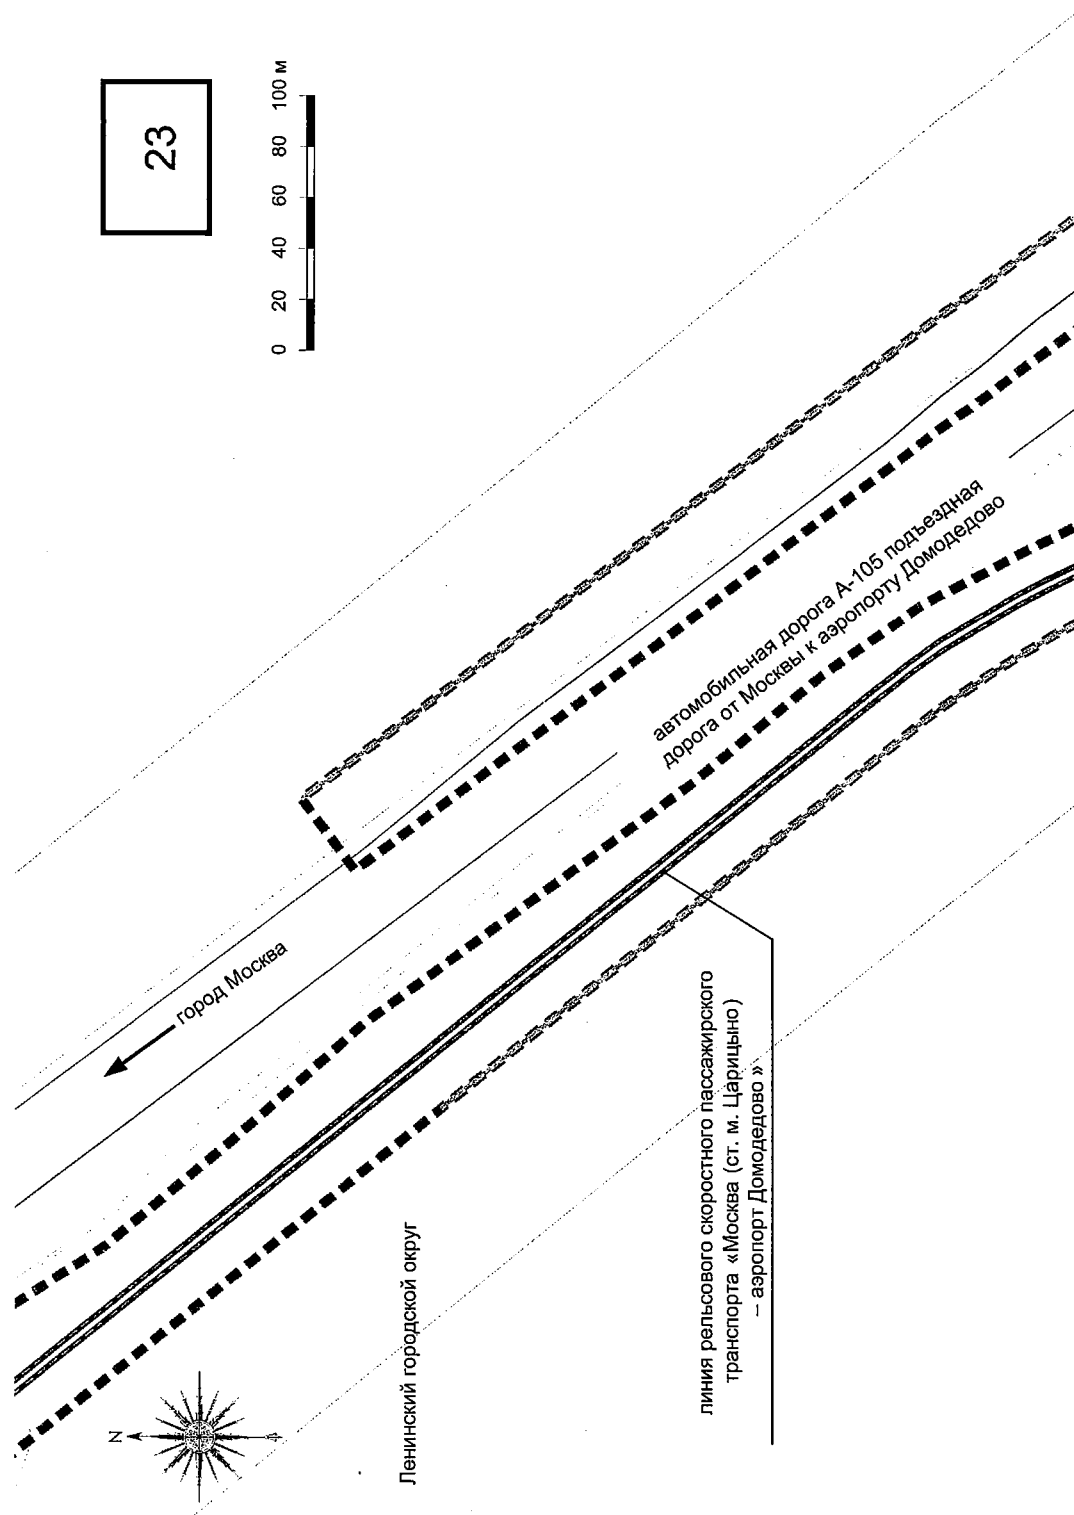 23
0 20 40 60 80 100 м
автомобильная дорога А-105 подъездная
дорога от Москвы к аэропорту Домодедово
город Москва
N
Ленинский городской округ
линия рельсового скоростного пассажирского
транспорта «Москва (ст. м. Царицыно)
– аэропорт Домодедово »